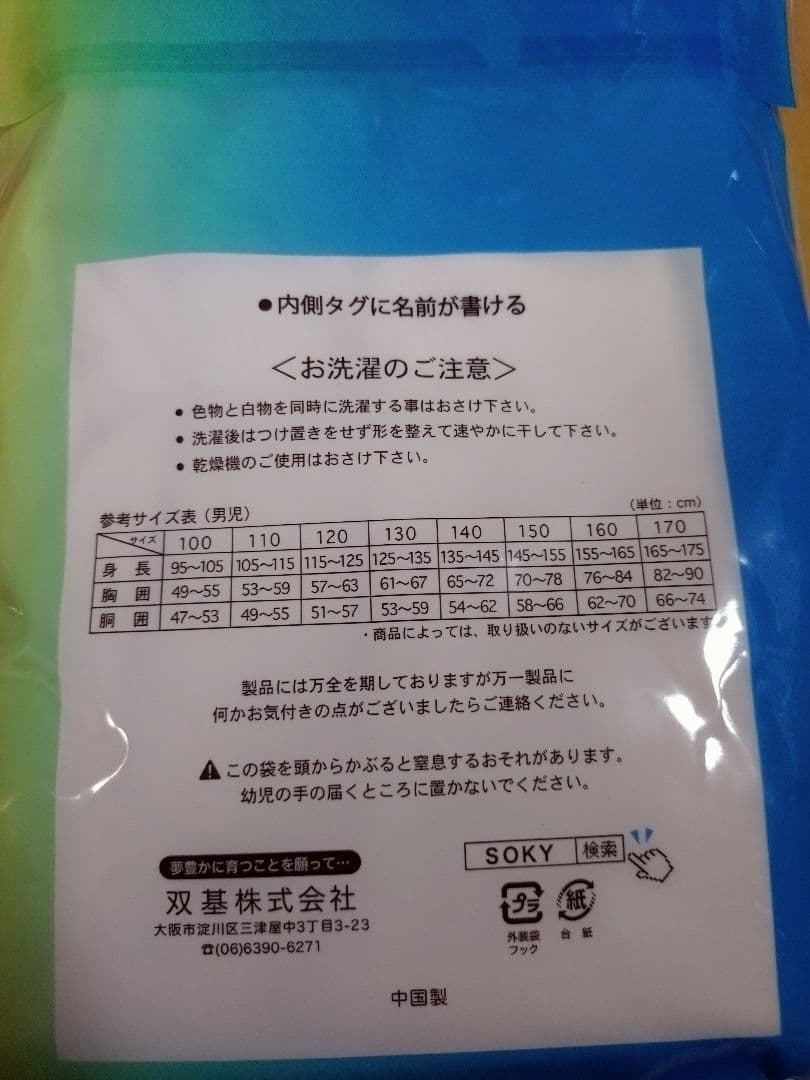 ●内側タグに名前が書ける
＜お洗濯のご注意＞
● 色物と白物を同時に洗濯する事はおさけ下さい。
● 洗濯後はつけ置きをせず形を整えて速やかに干して下さい。
● 乾燥機のご使用はおさけ下さい。
参考サイズ表（男児） （単位：cm）
サイズ 100 110 120 130 140 150 160 170
身長 95～105 105～115 115～125 125～135 135～145 145～155 155～165 165～175
胸囲 49～55 53～59 57～63 61～67 65～72 70～78 76～84 82～90
胴囲 47～53 49～55 51～57 53～59 54～62 58～66 62～70 66～74
・商品によっては、取り扱いのないサイズがございます
製品には万全を期しておりますが万一製品に
何かお気付きの点がございましたらご連絡ください。
この袋を頭からかぶると窒息するおそれがあります。
幼児の手の届くところに置かないでください。
夢豊かに育つことを願って…
双基株式会社
大阪市淀川区三津屋中3丁目3-23
☎(06)6390-6271
SOKY 検索
プラ 紙
外装袋 台紙
フック
中国製